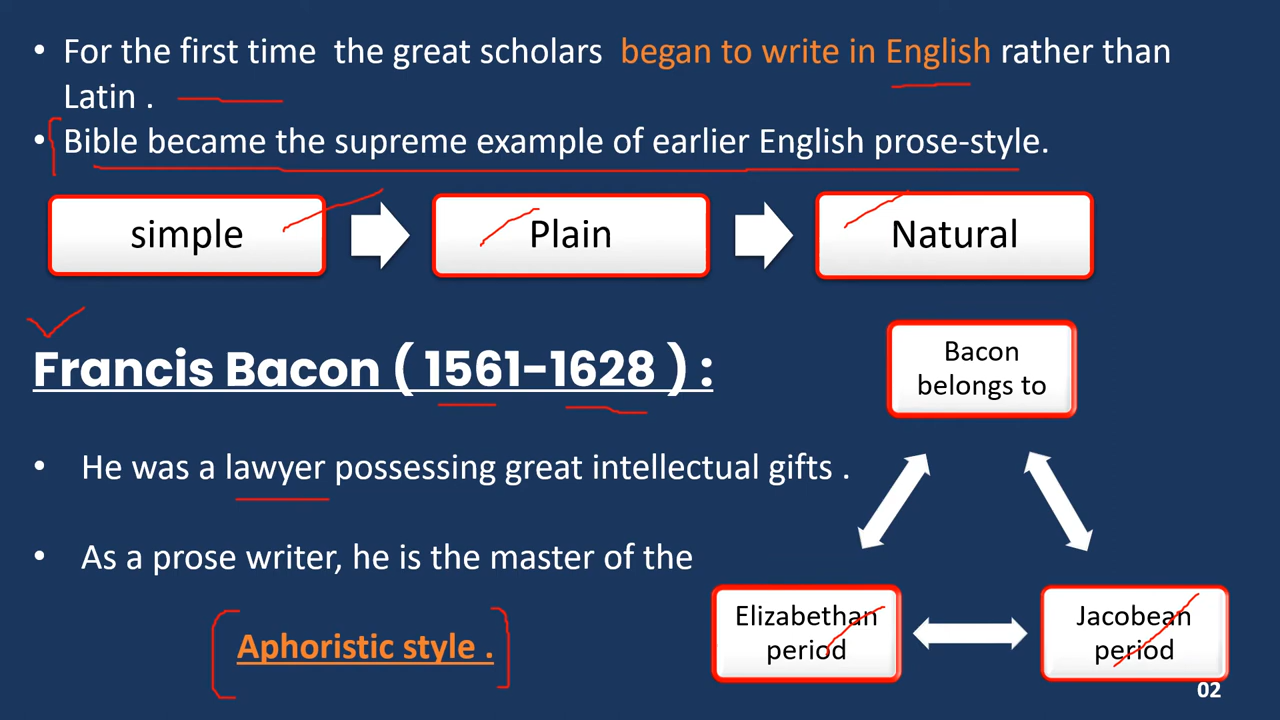 • For the first time the great scholars began to write in English rather than
Latin .
• Bible became the supreme example of earlier English prose-style.
simple
Plain
Natural
Francis Bacon ( 1561-1628 ) :
Bacon
belongs to
• He was a lawyer possessing great intellectual gifts .
• As a prose writer, he is the master of the
Aphoristic style .
Elizabethan
period
Jacobean
period
02